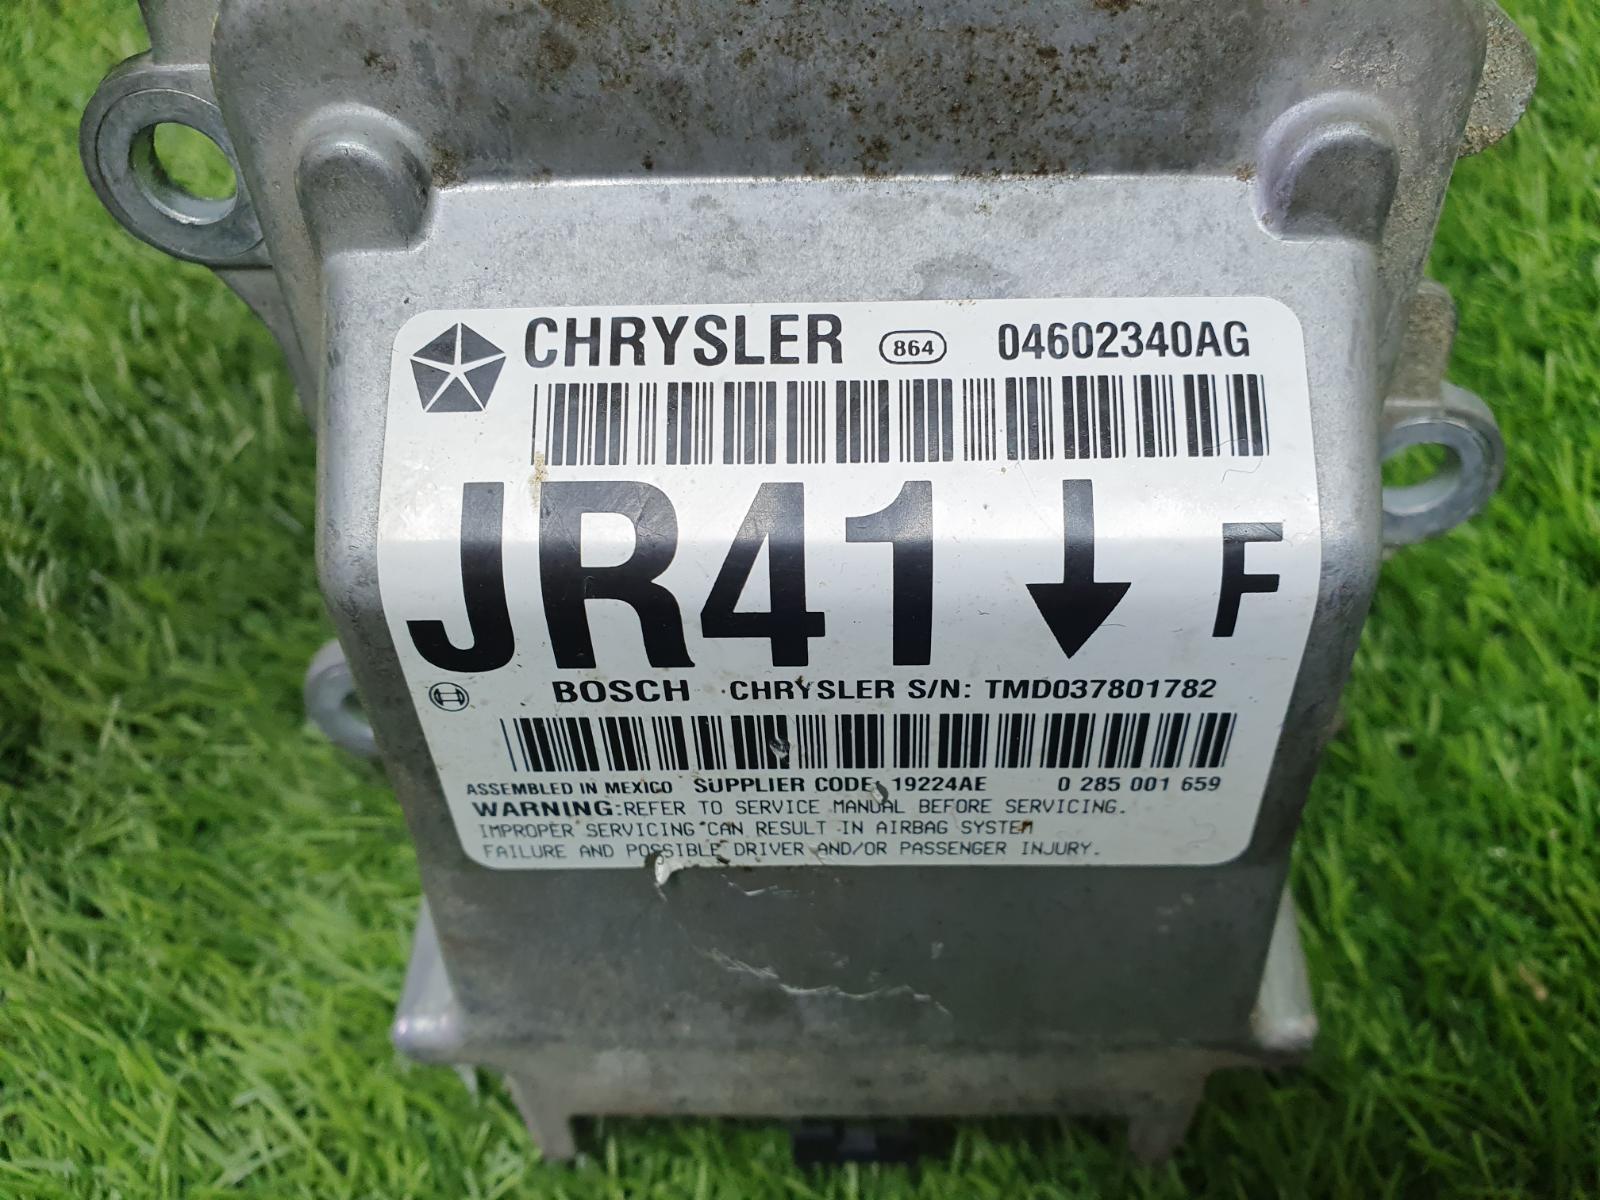 CHRYSLER 864 04602340AG
JR41 F
BOSCH CHRYSLER S/N: TMD037801782
ASSEMBLED IN MEXICO SUPPLIER CODE: 19224AE 0 285 001 659
WARNING:REFER TO SERVICE MANUAL BEFORE SERVICING.
IMPROPER SERVICING CAN RESULT IN AIRBAG SYSTEM
FAILURE AND POSSIBLE DRIVER AND/OR PASSENGER INJURY.